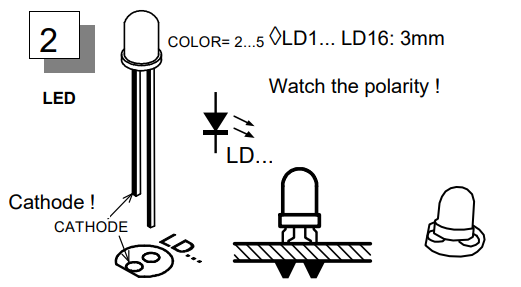 2
LED
COLOR= 2...5 ◊LD1... LD16: 3mm
Watch the polarity !
LD...
Cathode !
CATHODE
LD...